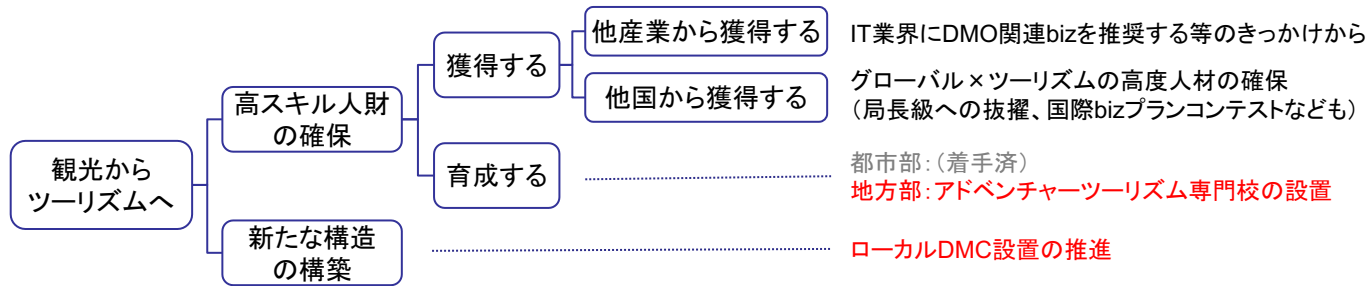 観光から
ツーリズムへ
高スキル人財
の確保
新たな構造
の構築
獲得する
育成する
他産業から獲得する
他国から獲得する
IT業界にDMO関連bizを推奨する等のきっかけから
グローバル×ツーリズムの高度人材の確保
（局長級への抜擢、国際bizプランコンテストなども）
都市部：（着手済）
地方部：アドベンチャーツーリズム専門校の設置
ローカルDMC設置の推進